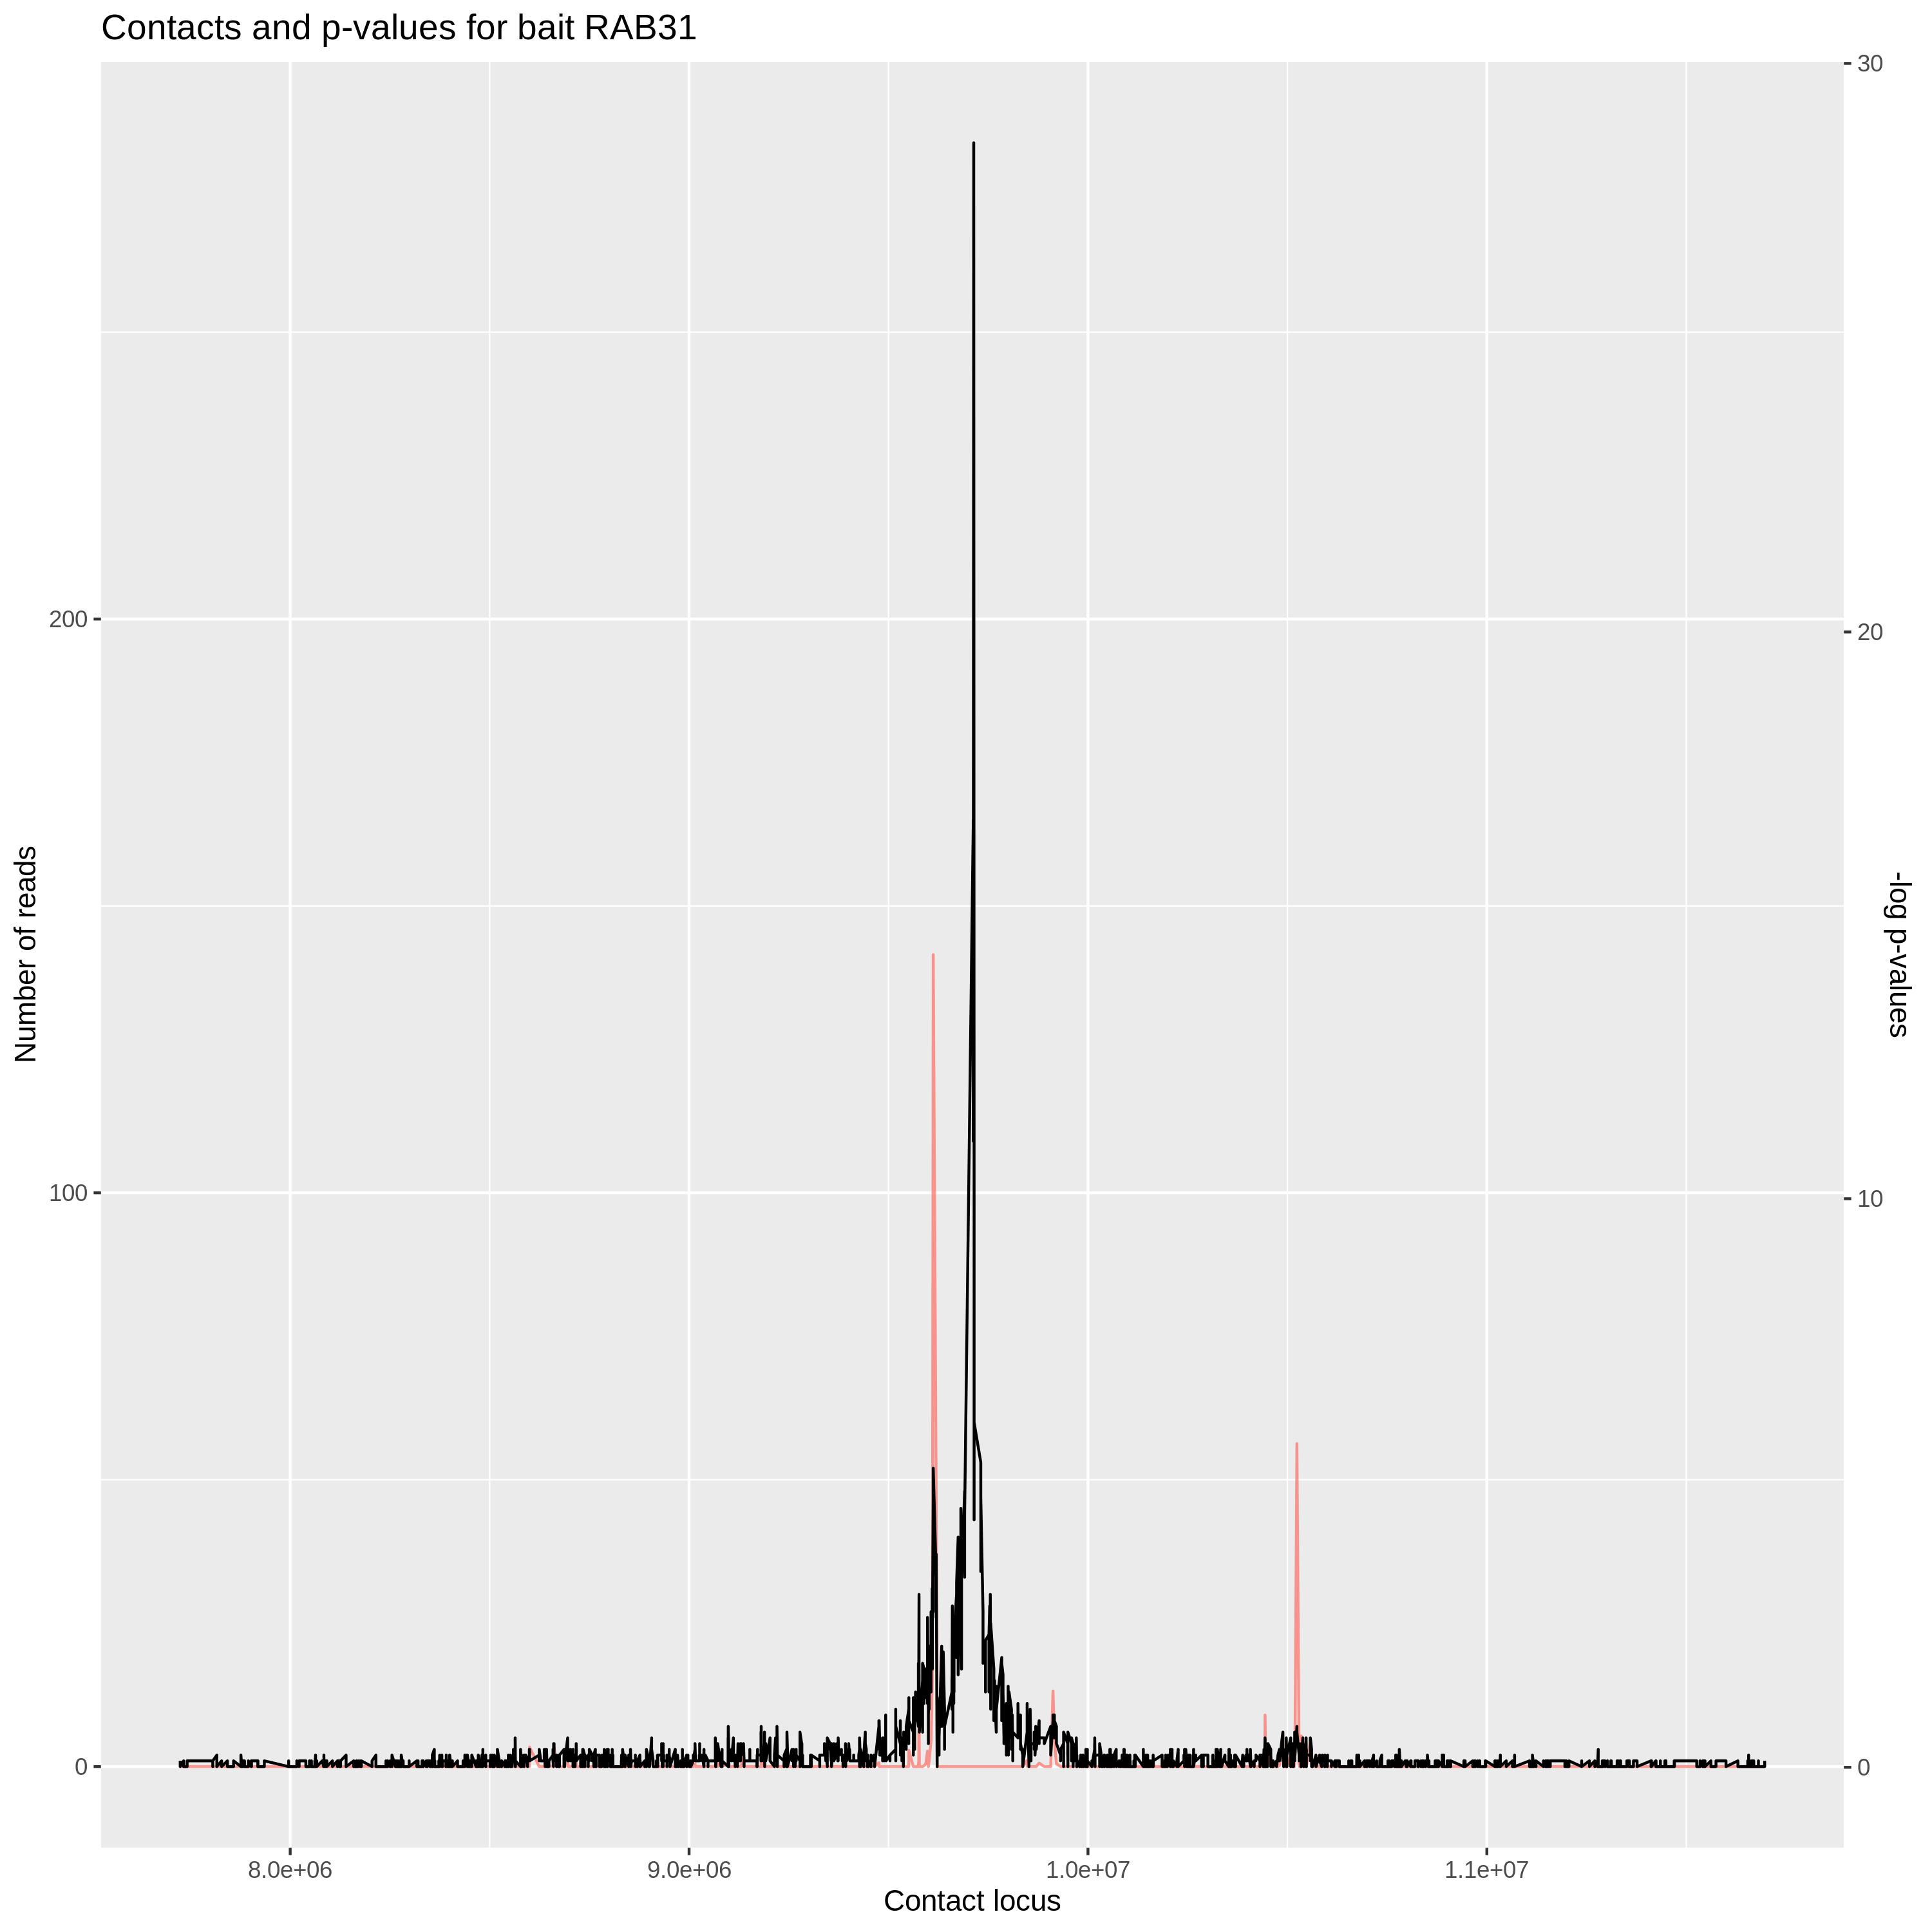 Contacts and p-values for bait RAB31
30
200
20
Number of reads
-log p-values
100
10
0
0
8.0e+06 9.0e+06 1.0e+07 1.1e+07
Contact locus